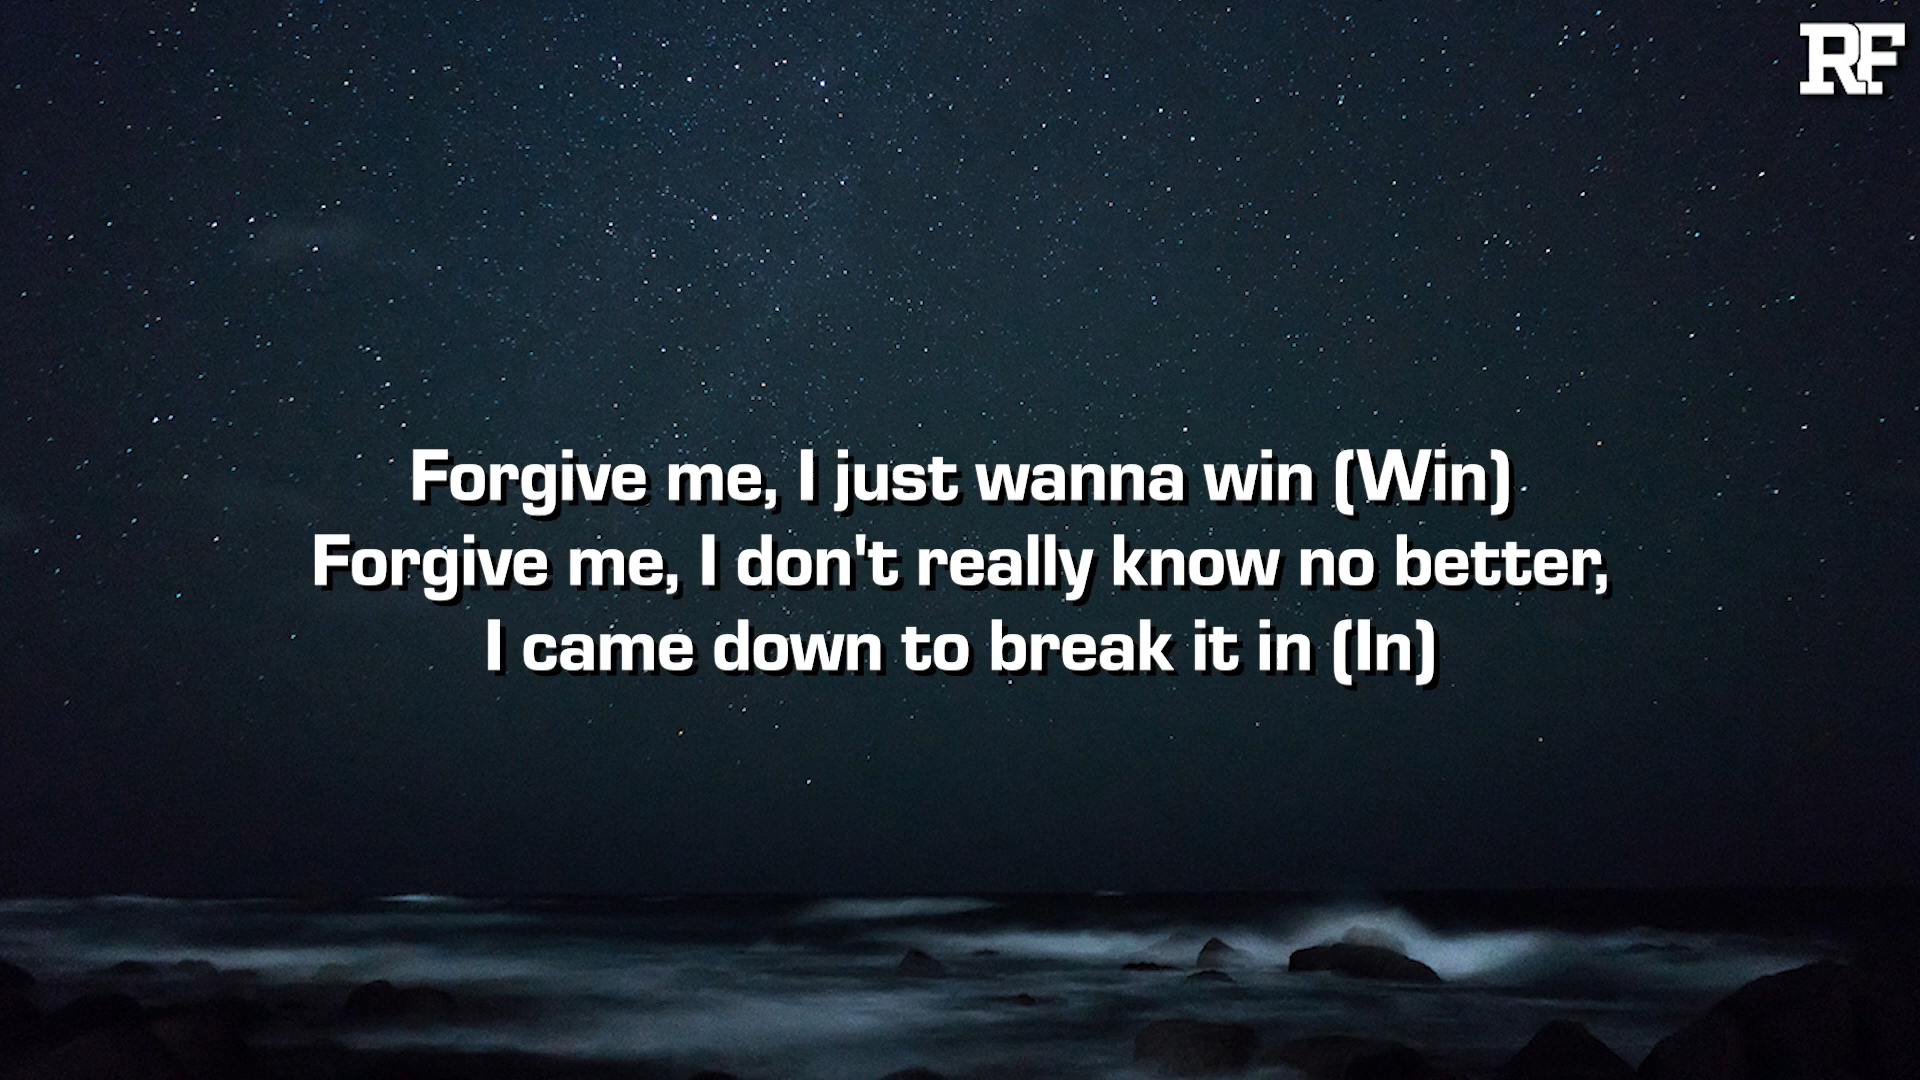 RF
Forgive me, I just wanna win (Win)
Forgive me, I don't really know no better,
I came down to break it in (In)